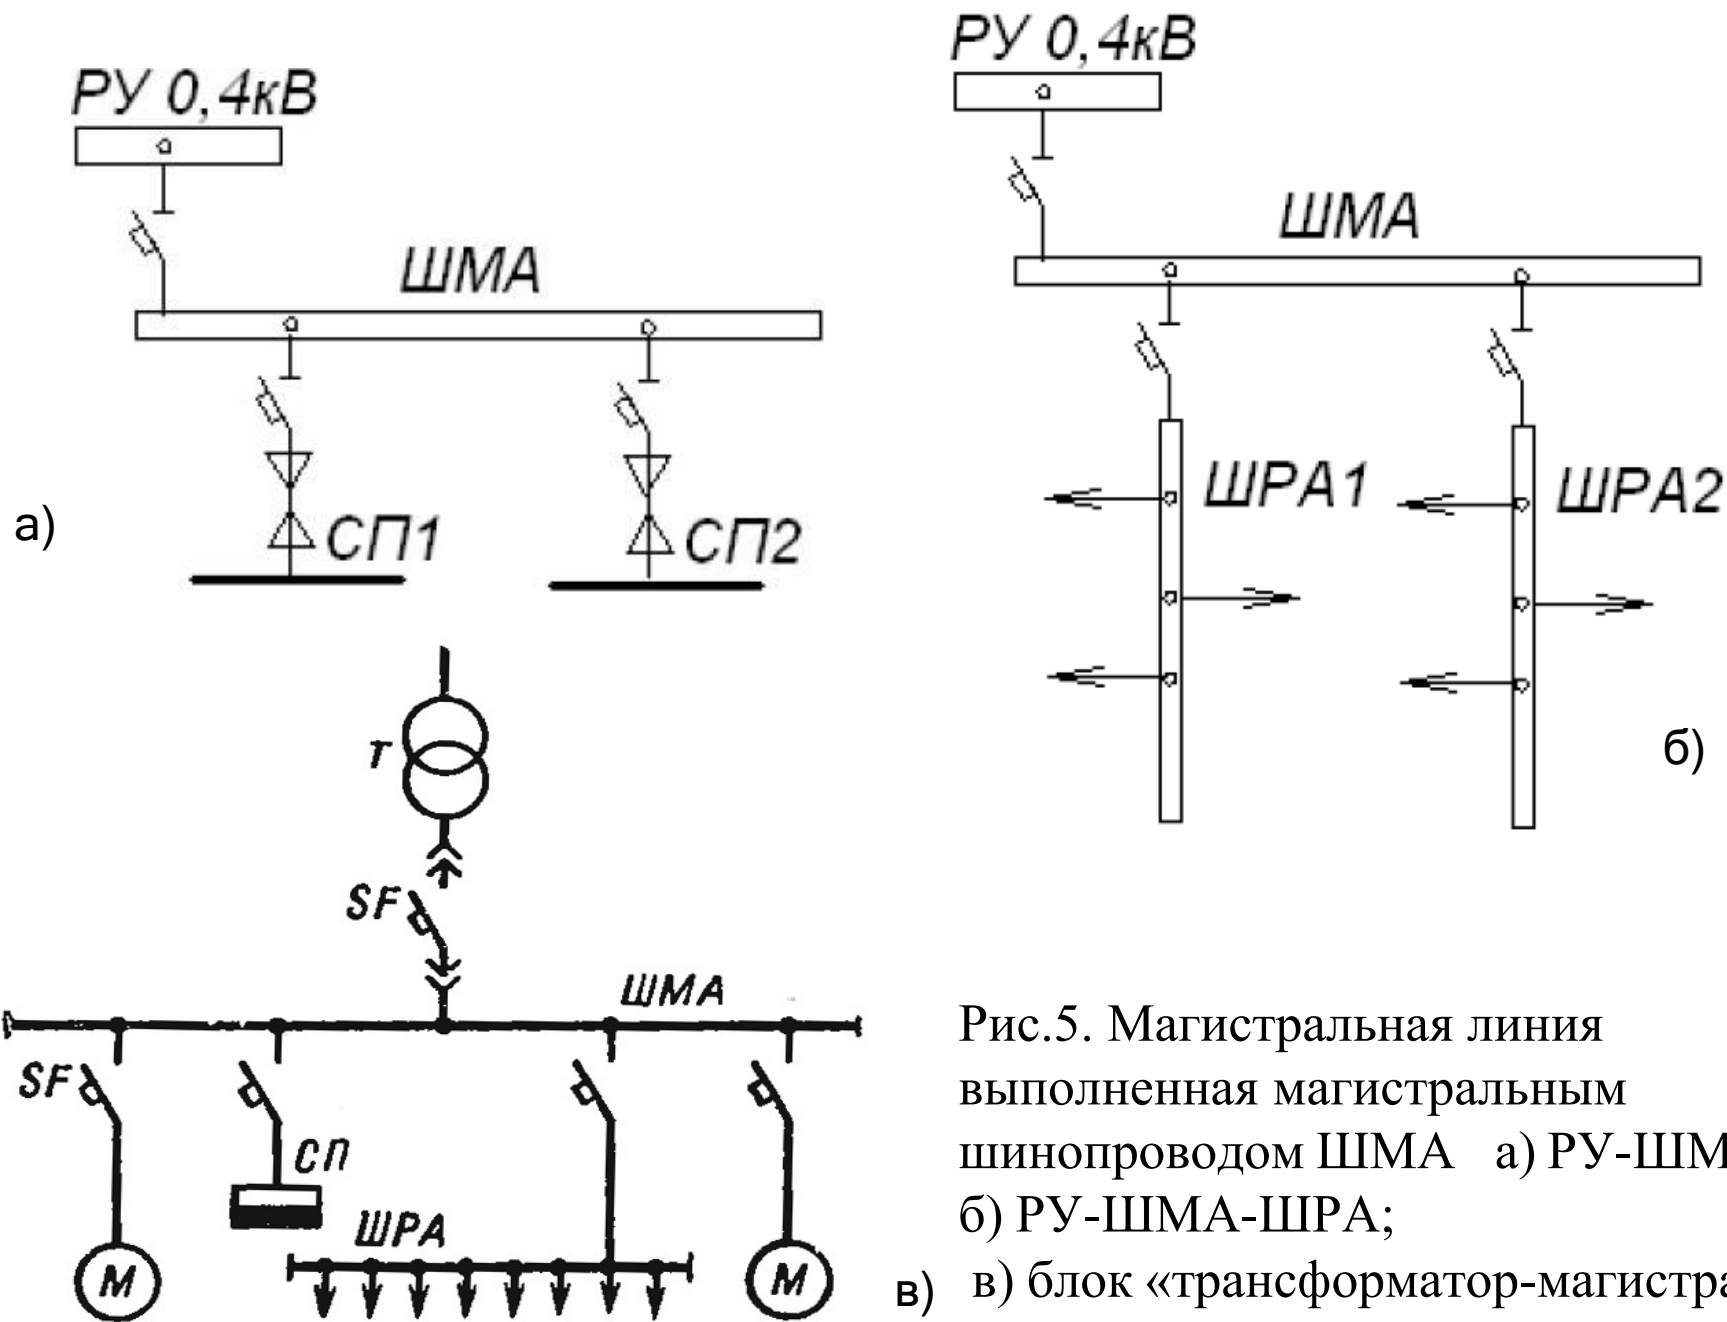 РУ 0,4кВ
ШМА
СП1
СП2
а)
РУ 0,4кВ
ШМА
ШРА1
ШРА2
б)
Т
SF
ШМА
SF
СП
ШРА
М
М
в)
Рис.5. Магистральная линия
выполненная магистральным
шинопроводом ШМА а) РУ-ШМ
б) РУ-ШМА-ШРА;
в) блок «трансформатор-магистра